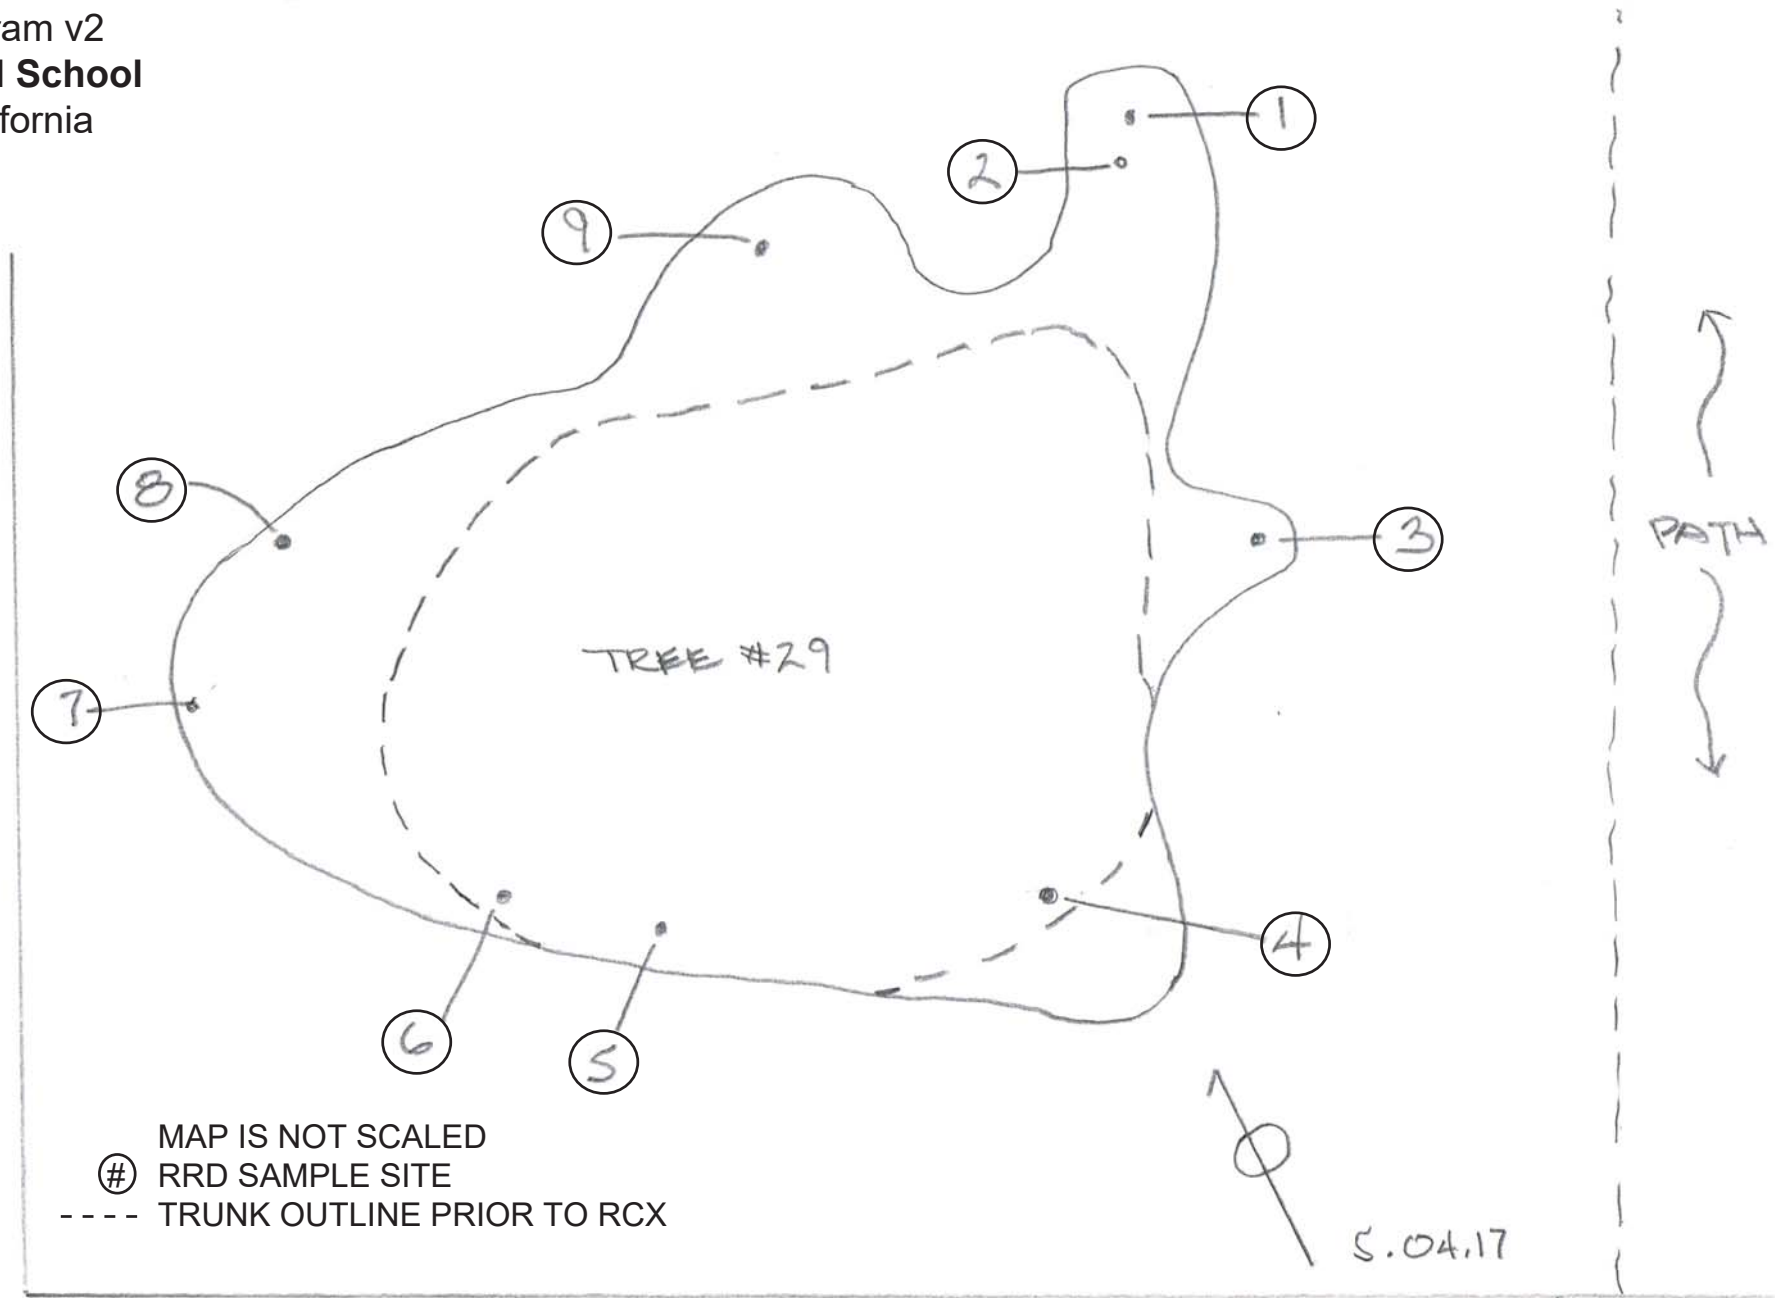 ram v2
l School
fornia
1
2
9
8
3
PATH
TREE #29
7
4
6
5
MAP IS NOT SCALED
# RRD SAMPLE SITE
---- TRUNK OUTLINE PRIOR TO RCX
5.04.17